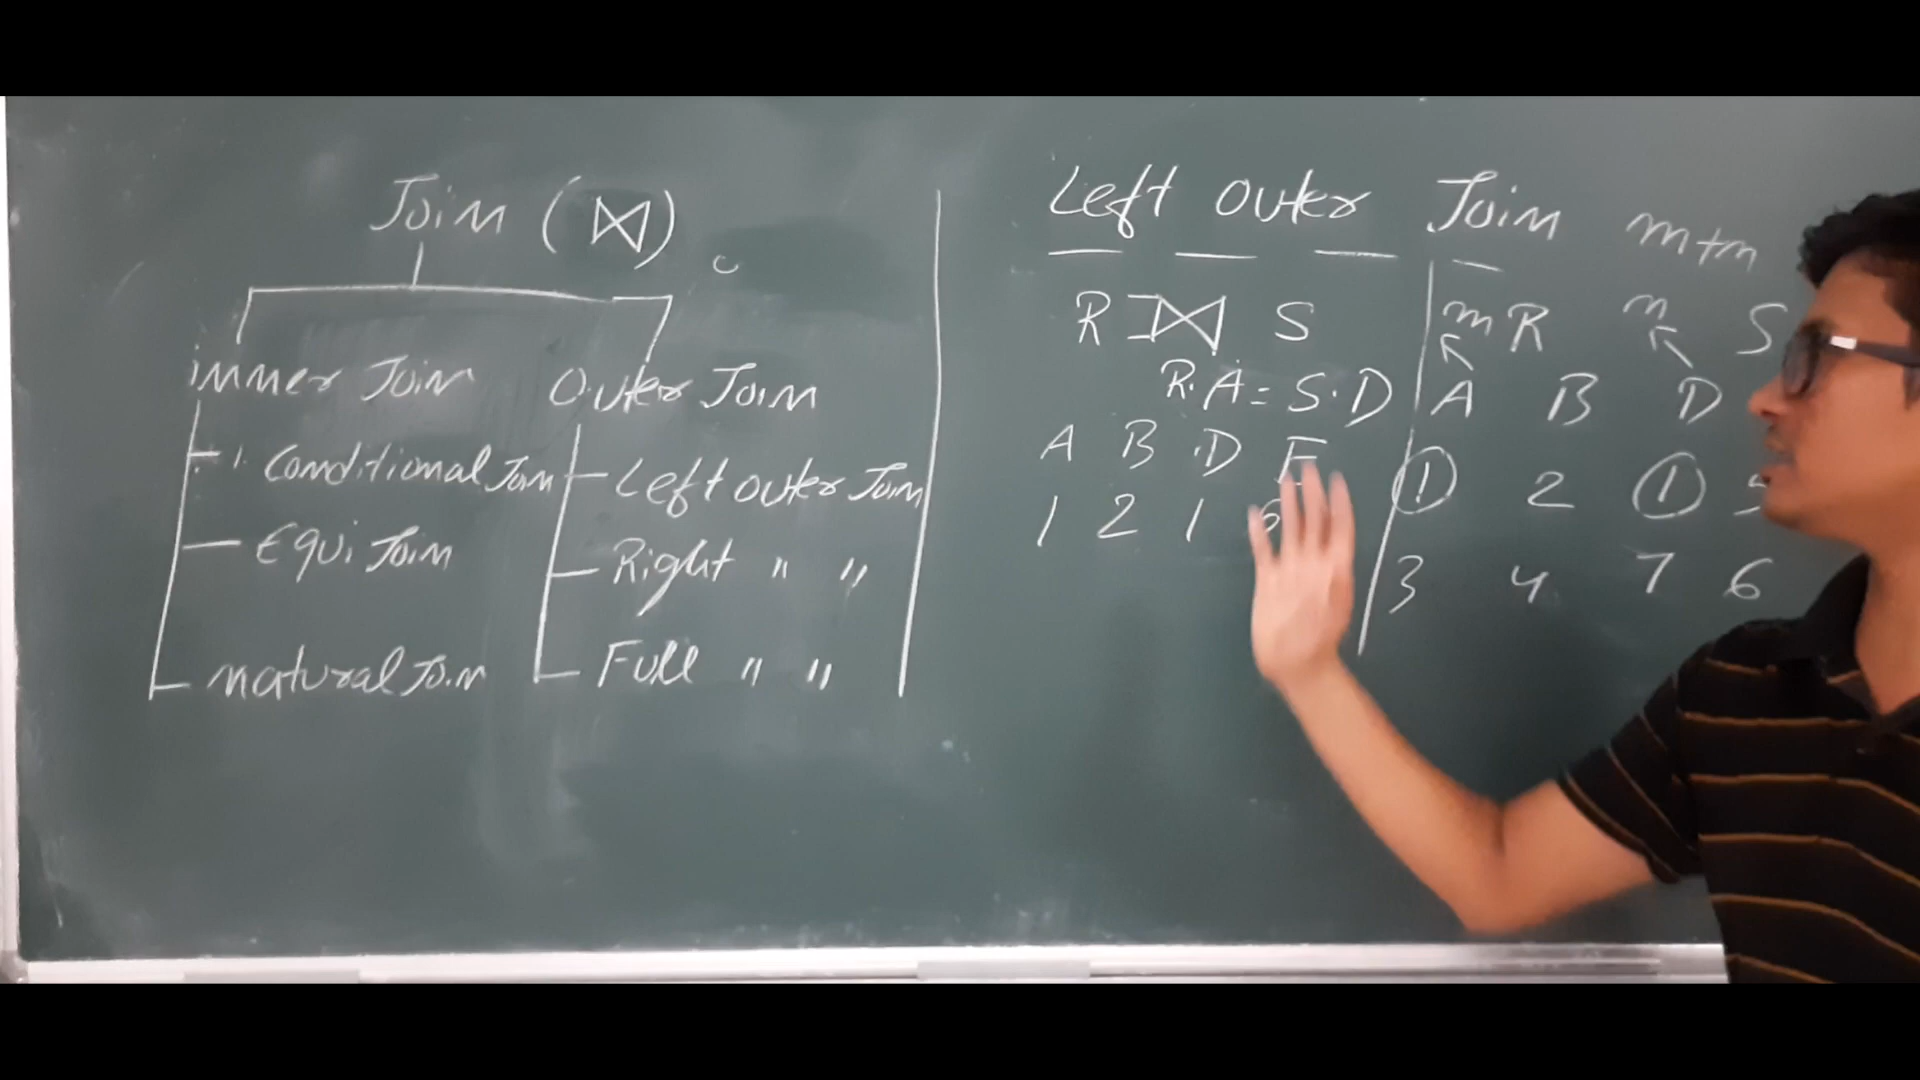 Join (⋈)
inner Join
Outer Join
1. Conditional Join
Left outer Join
Equi Join
Right " "
natural Join
Full " "
Left outer Join m+n
R ⟕ S
R.A = S.D
A B D E
1 2 1
m R n S
A B D
1 2 1
3 4 7 6